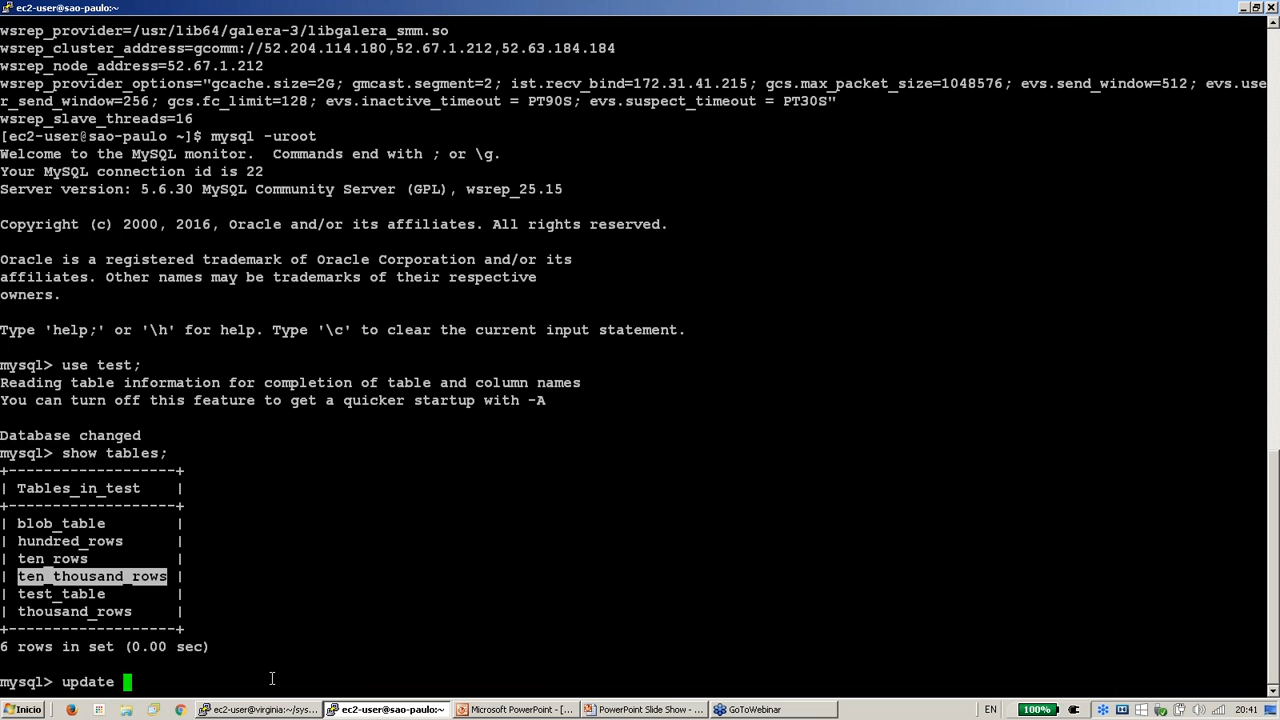 ec2-user@sao-paulo:~
wsrep_provider=/usr/lib64/galera-3/libgalera_smm.so
wsrep_cluster_address=gcomm://52.204.114.180,52.67.1.212,52.63.184.184
wsrep_node_address=52.67.1.212
wsrep_provider_options="gcache.size=2G; gmcast.segment=2; ist.recv_bind=172.31.41.215; gcs.max_packet_size=1048576; evs.send_window=512; evs.use
r_send_window=256; gcs.fc_limit=128; evs.inactive_timeout = PT90S; evs.suspect_timeout = PT30S"
wsrep_slave_threads=16
[ec2-user@sao-paulo ~]$ mysql -uroot
Welcome to the MySQL monitor.  Commands end with ; or \g.
Your MySQL connection id is 22
Server version: 5.6.30 MySQL Community Server (GPL), wsrep_25.15
Copyright (c) 2000, 2016, Oracle and/or its affiliates. All rights reserved.
Oracle is a registered trademark of Oracle Corporation and/or its
affiliates. Other names may be trademarks of their respective
owners.
Type 'help;' or '\h' for help. Type '\c' to clear the current input statement.
mysql> use test;
Reading table information for completion of table and column names
You can turn off this feature to get a quicker startup with -A
Database changed
mysql> show tables;
+-------------------+
| Tables_in_test    |
+-------------------+
| blob_table        |
| hundred_rows      |
| ten_rows          |
| ten_thousand_rows |
| test_table        |
| thousand_rows     |
+-------------------+
6 rows in set (0.00 sec)
mysql> update
Inicio ec2-user@virginia:~/sys... ec2-user@sao-paulo:~ Microsoft PowerPoint - [... PowerPoint Slide Show - ... GoToWebinar EN 100% 20:41